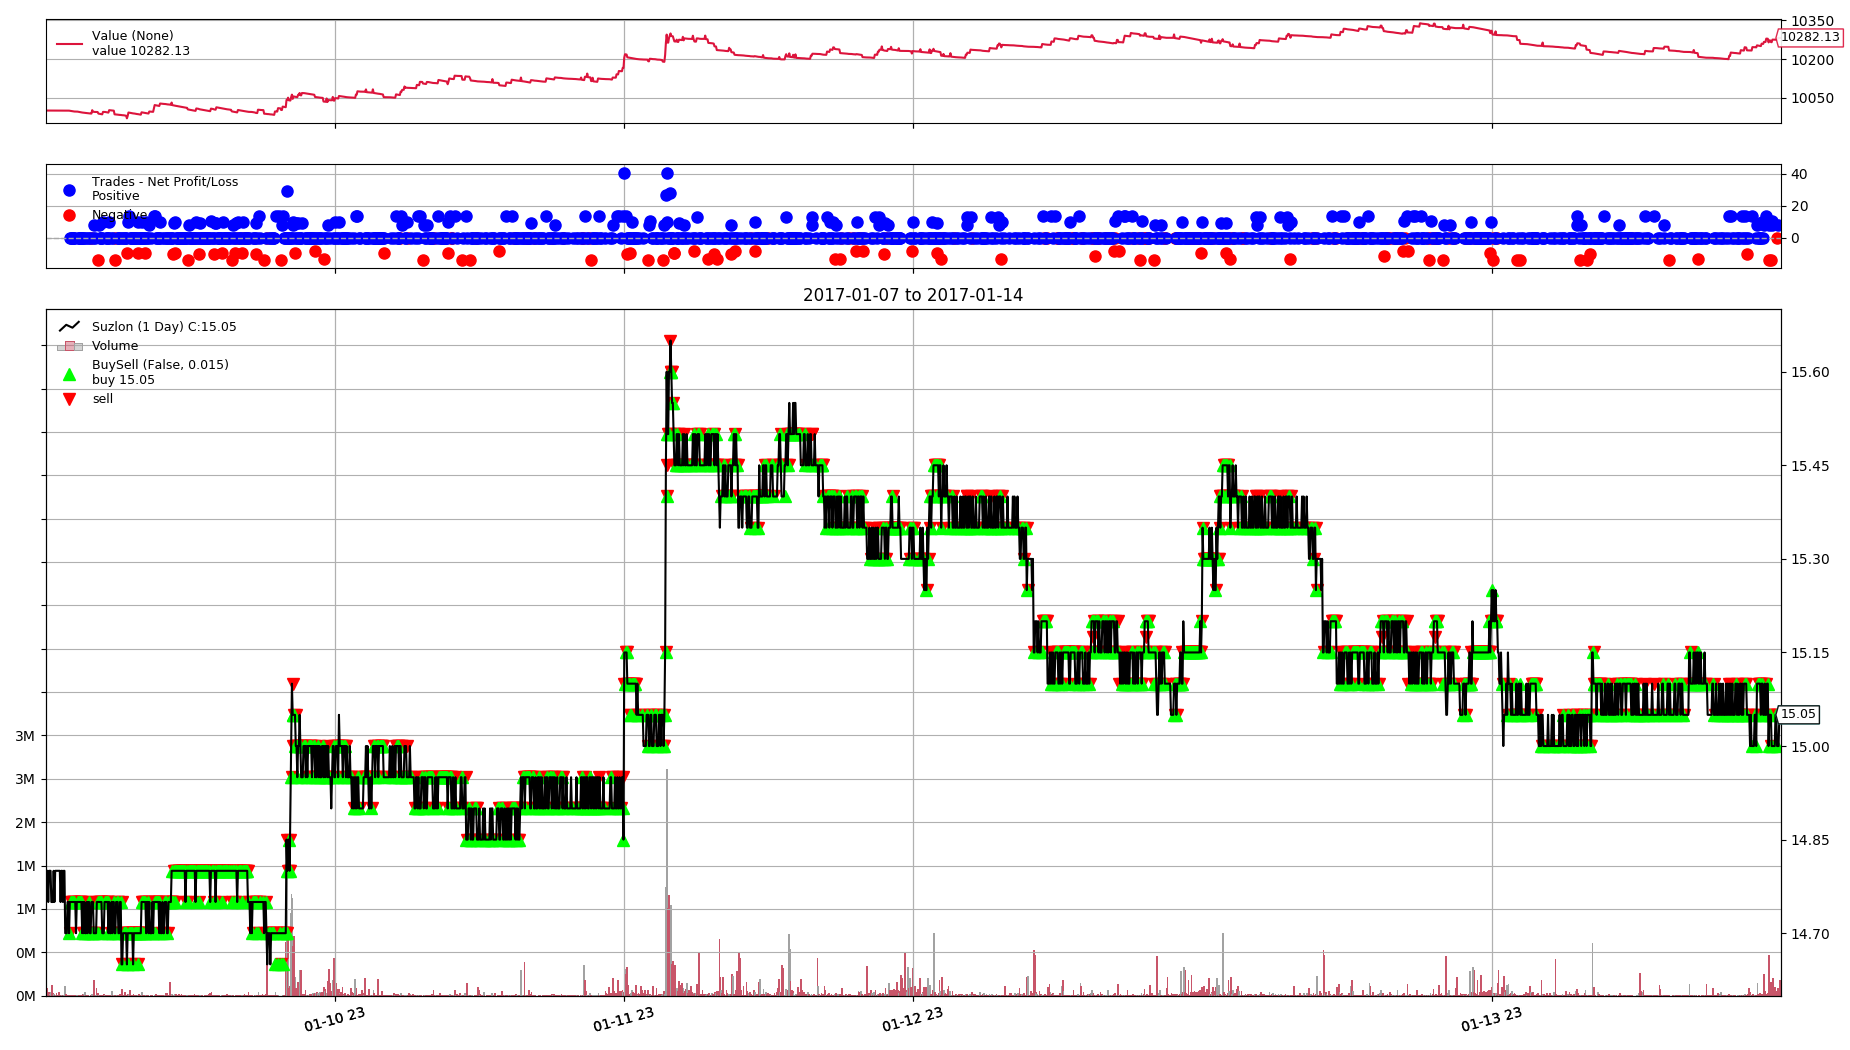 Value (None)
value 10282.13
10350
10282.13
10200
10050
Trades - Net Profit/Loss
Positive
Negative
40
20
0
2017-01-07 to 2017-01-14
Suzlon (1 Day) C:15.05
Volume
BuySell (False, 0.015)
buy 15.05
sell
15.60
15.45
15.30
15.15
15.05
15.00
14.85
14.70
3M
3M
2M
1M
1M
0M
0M
01-10 23
01-11 23
01-12 23
01-13 23